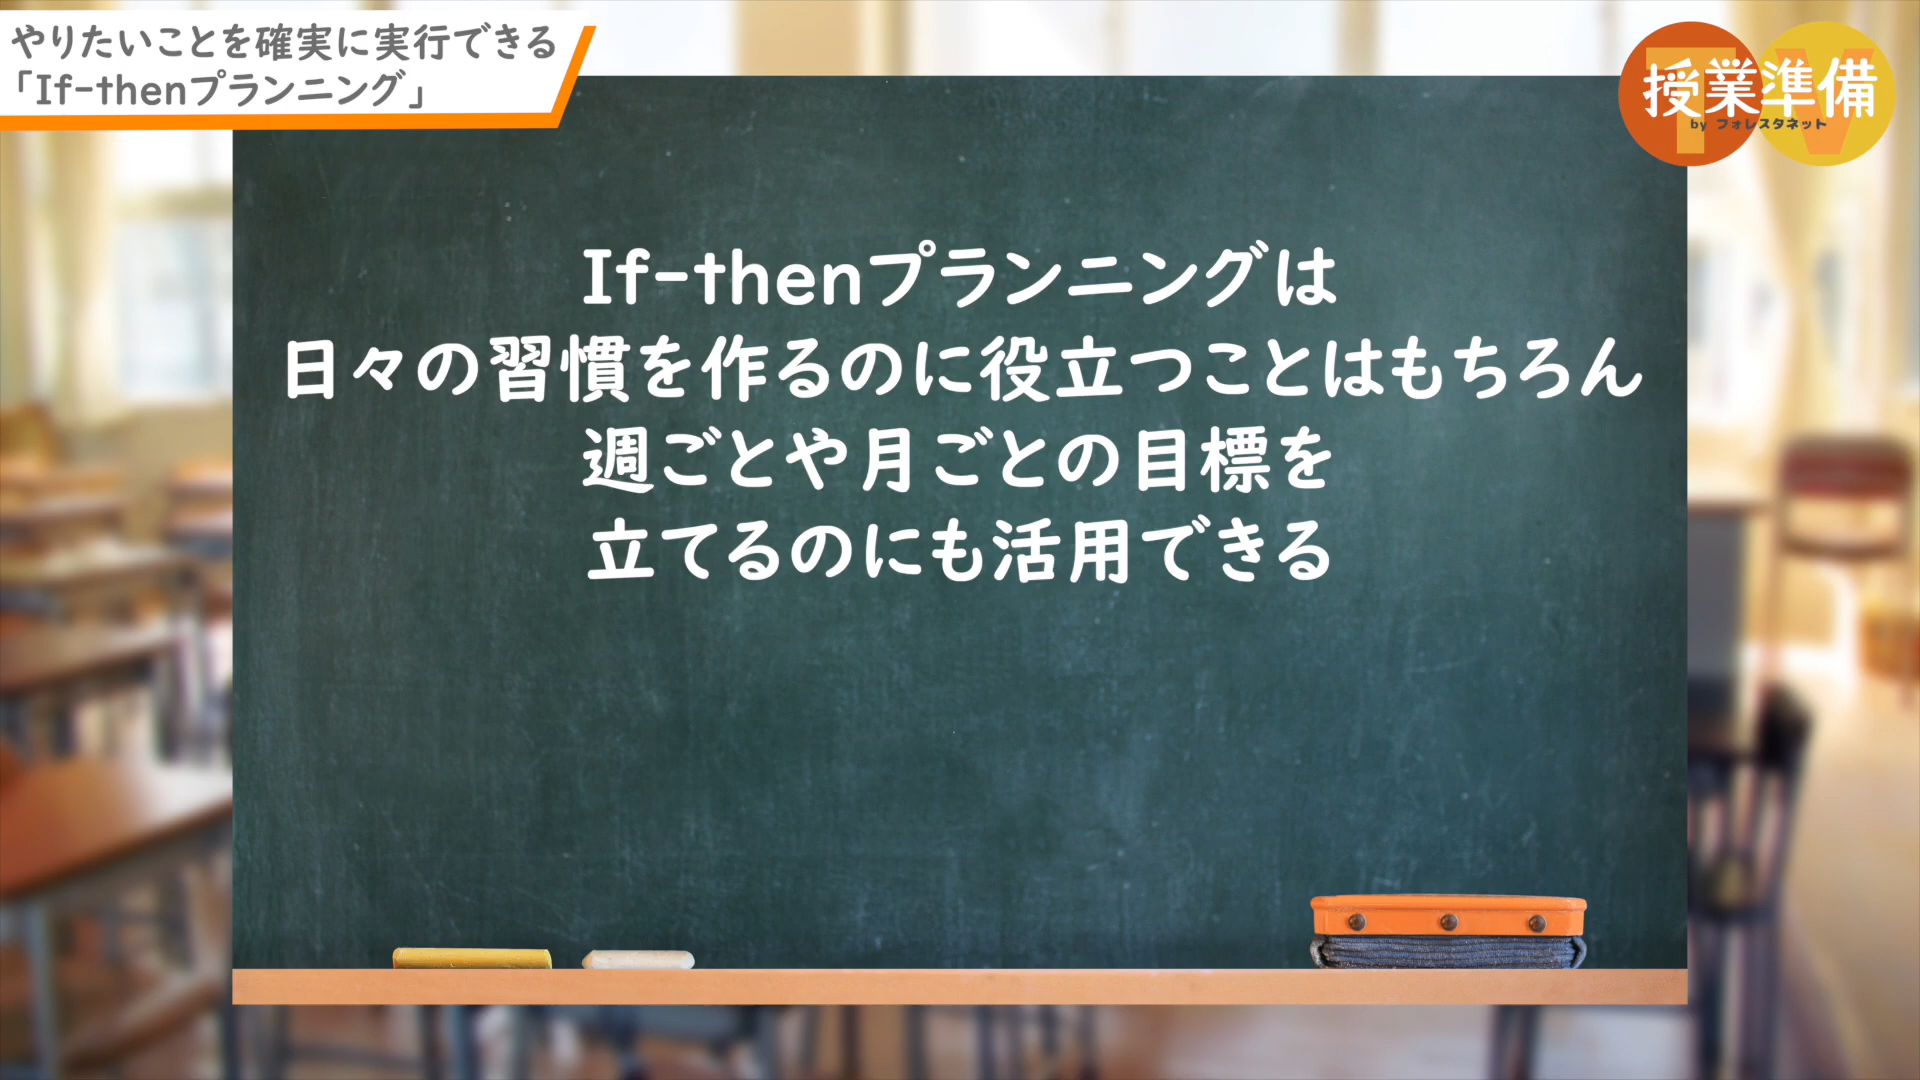 やりたいことを確実に実行できる
「If-thenプランニング」
授業準備
TV
by フォレスタネット
If-thenプランニングは
日々の習慣を作るのに役立つことはもちろん
週ごとや月ごとの目標を
立てるのにも活用できる